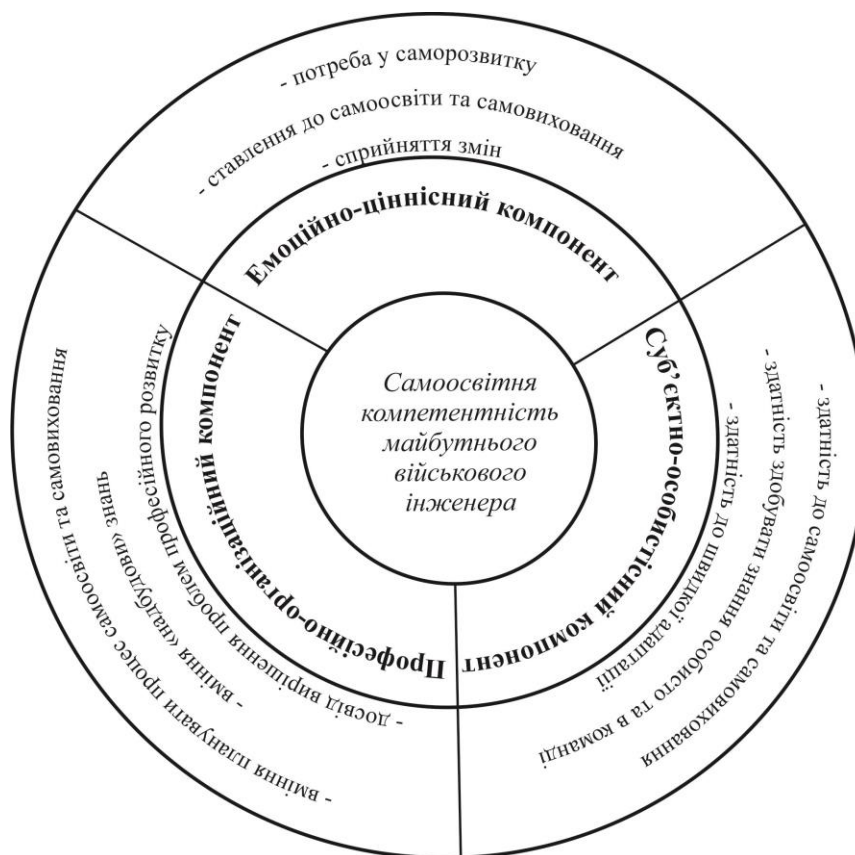 - потреба у саморозвитку
- ставлення до самоосвіти та самовиховання
- сприйняття змін
Емоційно-ціннісний компонент
Самоосвітня
компетентність
майбутнього
військового
інженера
Суб’єктно-особистісний компонент
- здатність до самоосвіти та самовиховання
- здатність здобувати знання особисто та в команді
- здатність до швидкої адаптації
Професійно-організаційний компонент
- досвід вирішення проблем професійного розвитку
- вміння «надбудови» знань
- вміння планувати процес самоосвіти та самовиховання